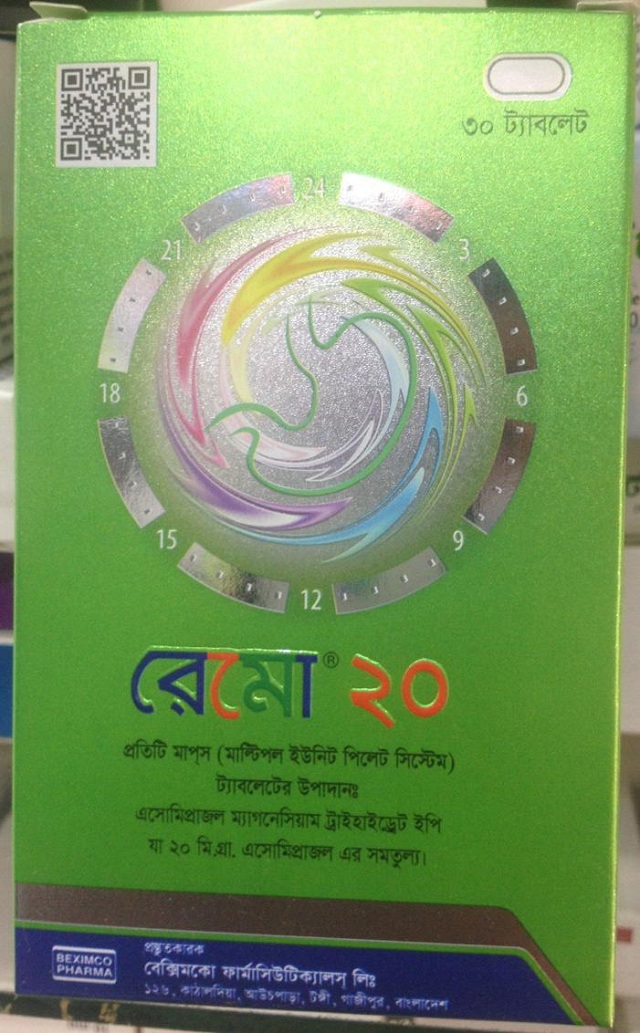 ৩০ ট্যাবলেট
24
21
3
18
6
15
9
12
রেমো® ২০
প্রতিটি মাপ্‌স (মাল্টিপল ইউনিট পিলেট সিস্টেম)
ট্যাবলেটের উপাদানঃ
এসোমিপ্রাজল ম্যাগনেসিয়াম ট্রাইহাইড্রেট ইপি
যা ২০ মি.গ্রা. এসোমিপ্রাজল এর সমতুল্য।
BEXIMCO
PHARMA
প্রস্তুতকারক
বেক্সিমকো ফার্মাসিউটিক্যালস্ লিঃ
১২৬, কাঠালদিয়া, আউচপাড়া, টঙ্গী, গাজীপুর, বাংলাদেশ